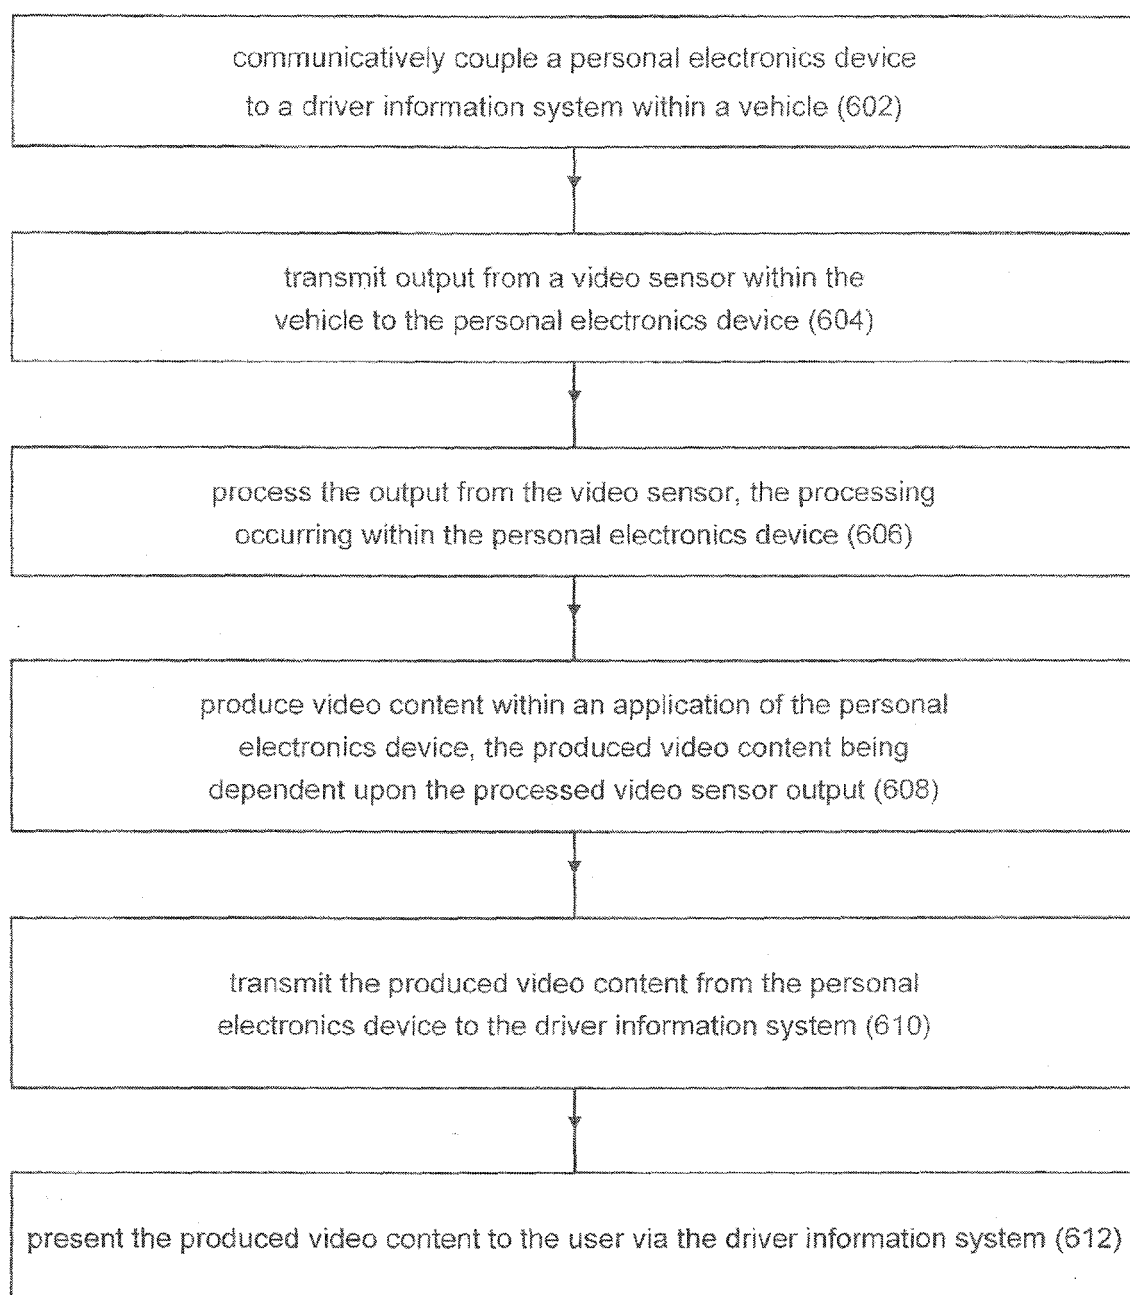 communicatively couple a personal electronics device
to a driver information system within a vehicle (602)
transmit output from a video sensor within the
vehicle to the personal electronics device (604)
process the output from the video sensor, the processing
occurring within the personal electronics device (606)
produce video content within an application of the personal
electronics device, the produced video content being
dependent upon the processed video sensor output (608)
transmit the produced video content from the personal
electronics device to the driver information system (610)
present the produced video content to the user via the driver information system (612)